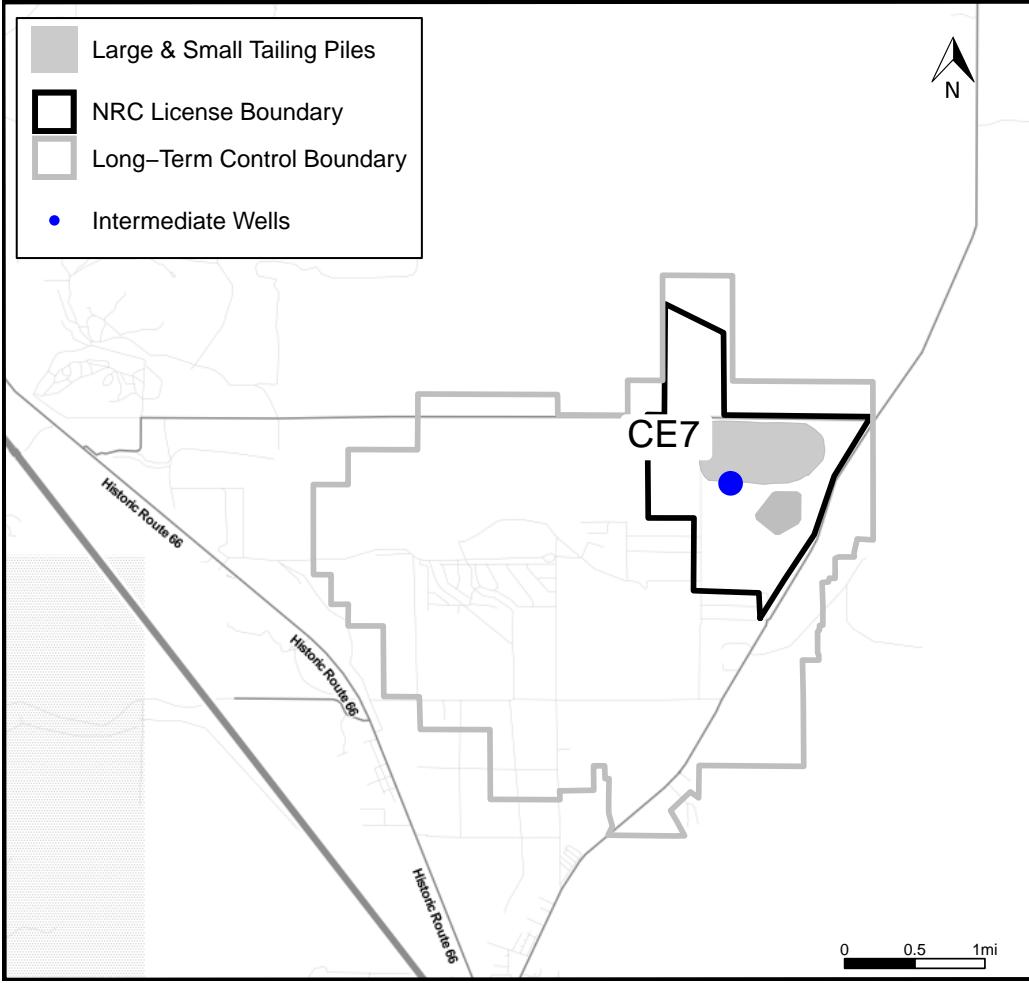 Large & Small Tailing Piles
NRC License Boundary
Long−Term Control Boundary
Intermediate Wells
N
CE7
Historic Route 66
Historic Route 66
Historic Route 66
0 0.5 1mi